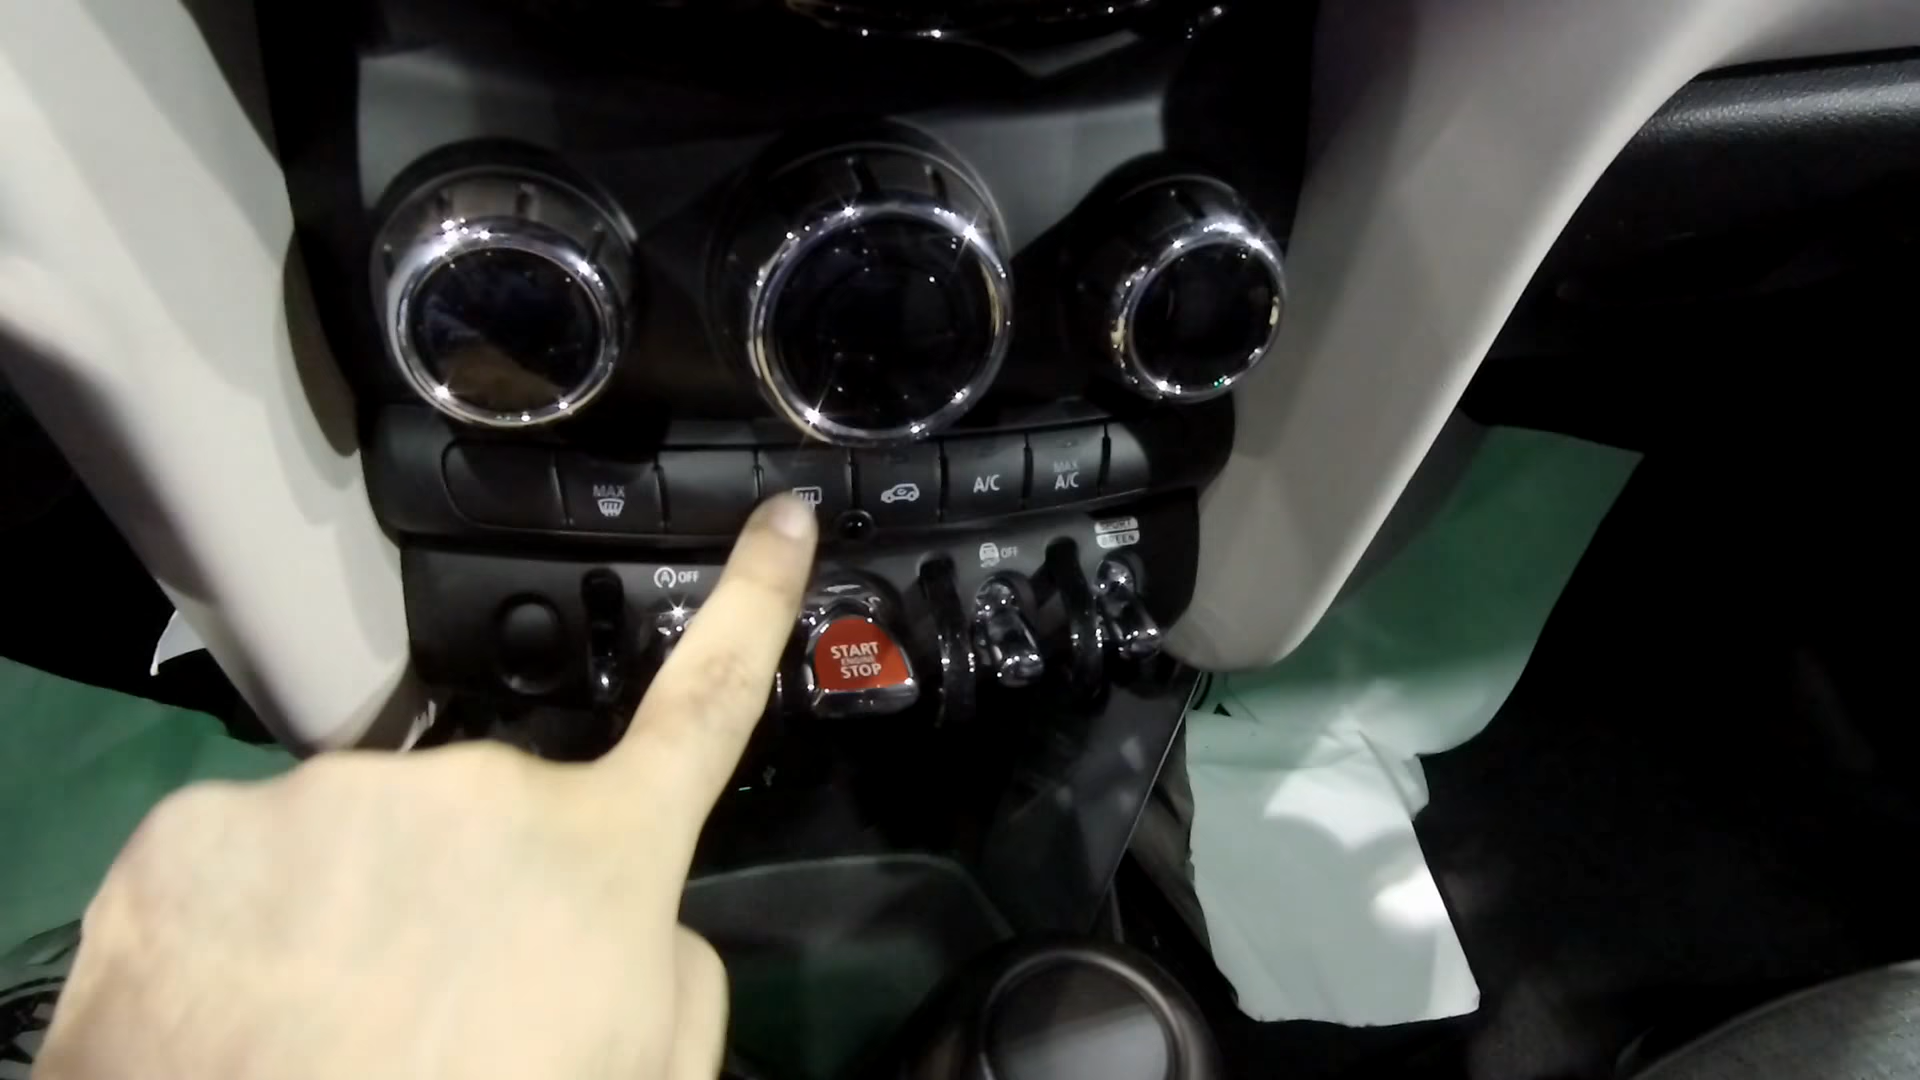 MAX
A/C
MAX
A/C
OFF
OFF
SPORT
GREEN
START
ENGINE
STOP